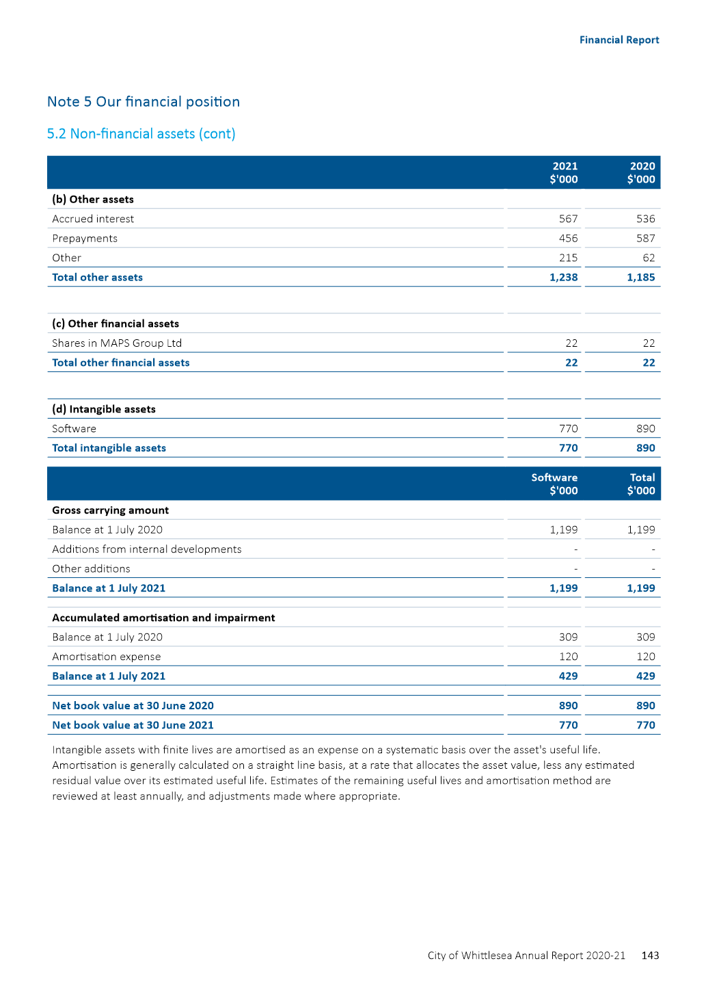 Financial Report
Note 5 Our financial position
5.2 Non-financial assets (cont)
2021 2020
$'000 $'000
(b) Other assets
Accrued interest 567 536
Prepayments 456 587
Other 215 62
Total other assets 1,238 1,185
(c) Other financial assets
Shares in MAPS Group Ltd 22 22
Total other financial assets 22 22
(d) Intangible assets
Software 770 890
Total intangible assets 770 890
Software Total
$'000 $'000
Gross carrying amount
Balance at 1 July 2020 1,199 1,199
Additions from internal developments - -
Other additions - -
Balance at 1 July 2021 1,199 1,199
Accumulated amortisation and impairment
Balance at 1 July 2020 309 309
Amortisation expense 120 120
Balance at 1 July 2021 429 429
Net book value at 30 June 2020 890 890
Net book value at 30 June 2021 770 770
Intangible assets with finite lives are amortised as an expense on a systematic basis over the asset's useful life.
Amortisation is generally calculated on a straight line basis, at a rate that allocates the asset value, less any estimated
residual value over its estimated useful life. Estimates of the remaining useful lives and amortisation method are
reviewed at least annually, and adjustments made where appropriate.
City of Whittlesea Annual Report 2020-21 143